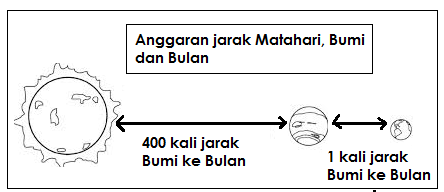 Anggaran jarak Matahari, Bumi
dan Bulan
400 kali jarak
Bumi ke Bulan
1 kali jarak
Bumi ke Bulan